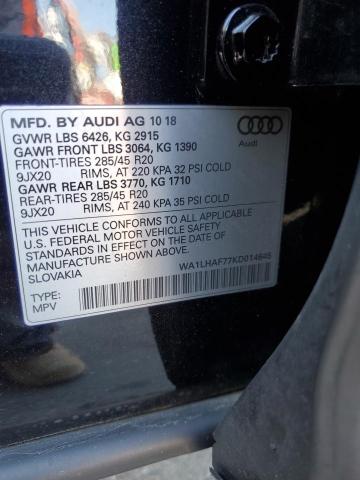 MFD. BY AUDI AG 10 18
GVWR LBS 6426, KG 2915
GAWR FRONT LBS 3064, KG 1390
FRONT-TIRES 285/45 R20
9JX20 RIMS, AT 220 KPA 32 PSI COLD
GAWR REAR LBS 3770, KG 1710
REAR-TIRES 285/45 R20
9JX20 RIMS, AT 240 KPA 35 PSI COLD
Audi
THIS VEHICLE CONFORMS TO ALL APPLICABLE
U.S. FEDERAL MOTOR VEHICLE SAFETY
STANDARDS IN EFFECT ON THE DATE OF
MANUFACTURE SHOWN ABOVE.
SLOVAKIA
WA1LHAF77KD014645
TYPE:
MPV